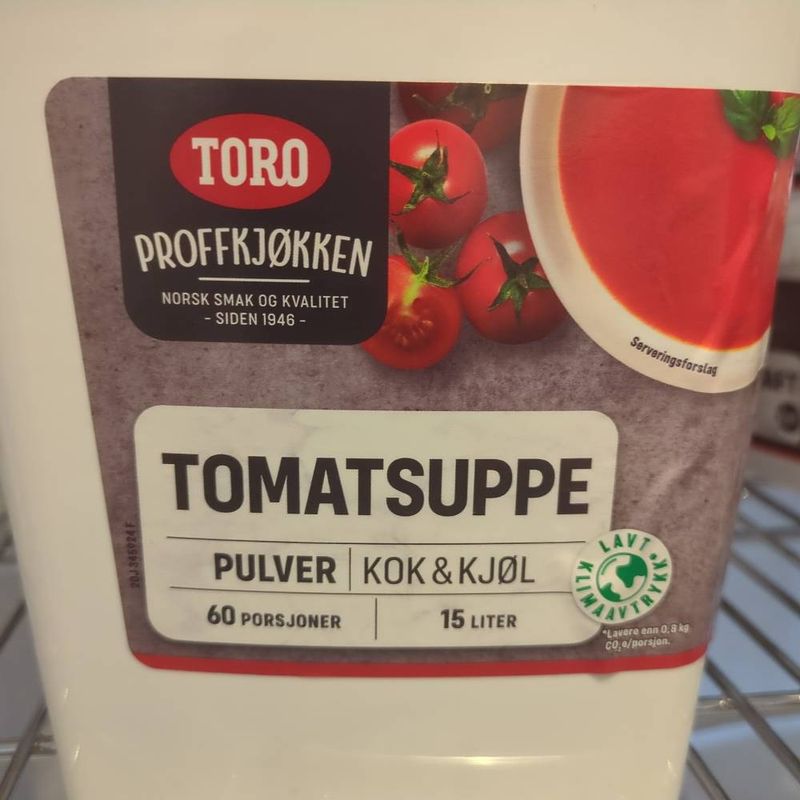 TORO
PROFFKJØKKEN
NORSK SMAK OG KVALITET
- SIDEN 1946 -
Serveringsforslag
TOMATSUPPE
PULVER | KOK & KJØL
60 PORSJONER | 15 LITER
LAVT KLIMAAVTRYKK*
*Lavere enn 0,8 kg
CO₂e/porsjon.